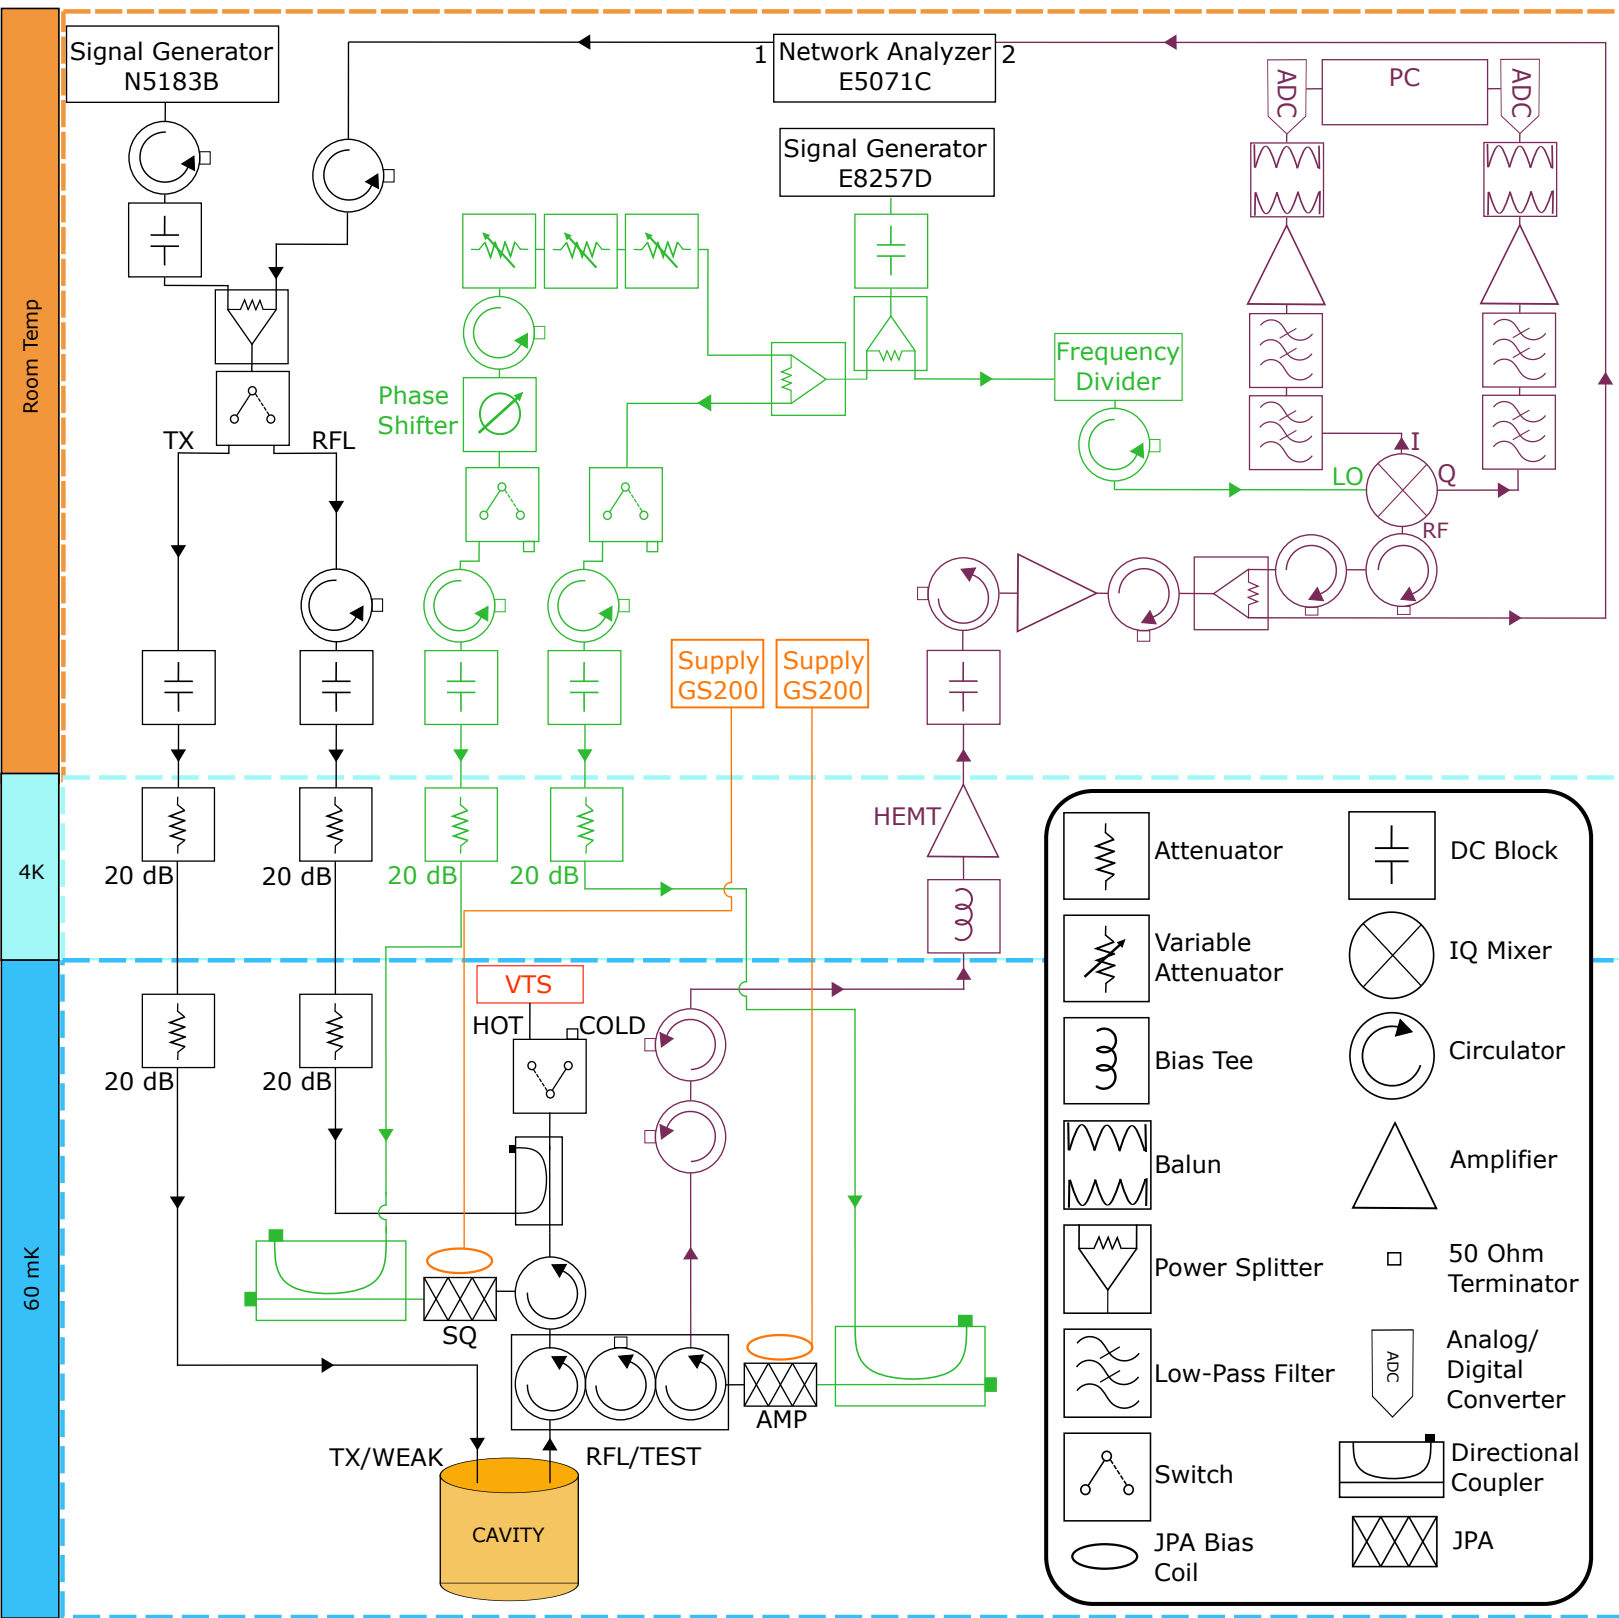 Signal Generator
N5183B
1
Network Analyzer
E5071C
2
ADC
PC
ADC
Signal Generator
E8257D
Room Temp
Frequency
Divider
Phase
Shifter
TX
RFL
I
LO
Q
RF
Supply
GS200
Supply
GS200
4K
HEMT
20 dB
20 dB
20 dB
20 dB
60 mK
VTS
HOT
COLD
20 dB
20 dB
SQ
AMP
TX/WEAK
RFL/TEST
CAVITY
Attenuator
DC Block
Variable
Attenuator
IQ Mixer
Bias Tee
Circulator
Balun
Amplifier
Power Splitter
50 Ohm
Terminator
Low-Pass Filter
ADC
Analog/
Digital
Converter
Switch
Directional
Coupler
JPA Bias
Coil
JPA